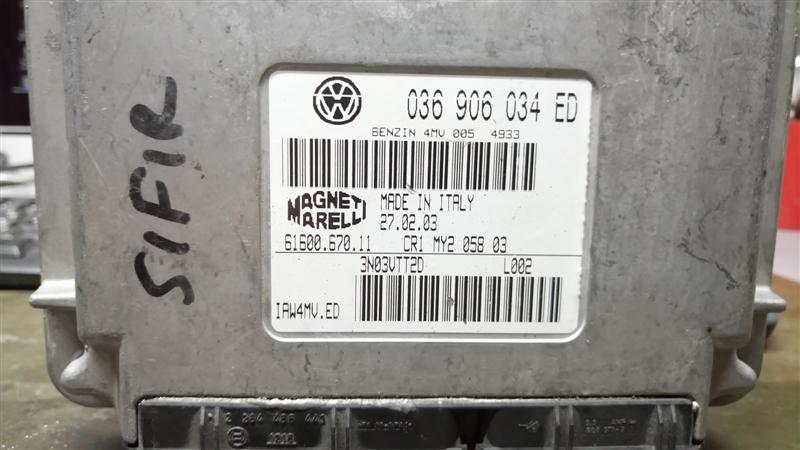 SIFIR
036 906 034 ED
BENZIN 4MV 005 4933
MAGNETI MARELLI
MADE IN ITALY
27.02.03
61600.670.11 CR1 MY2 058 03
3N03VTT2D L002
IAW4MV.ED